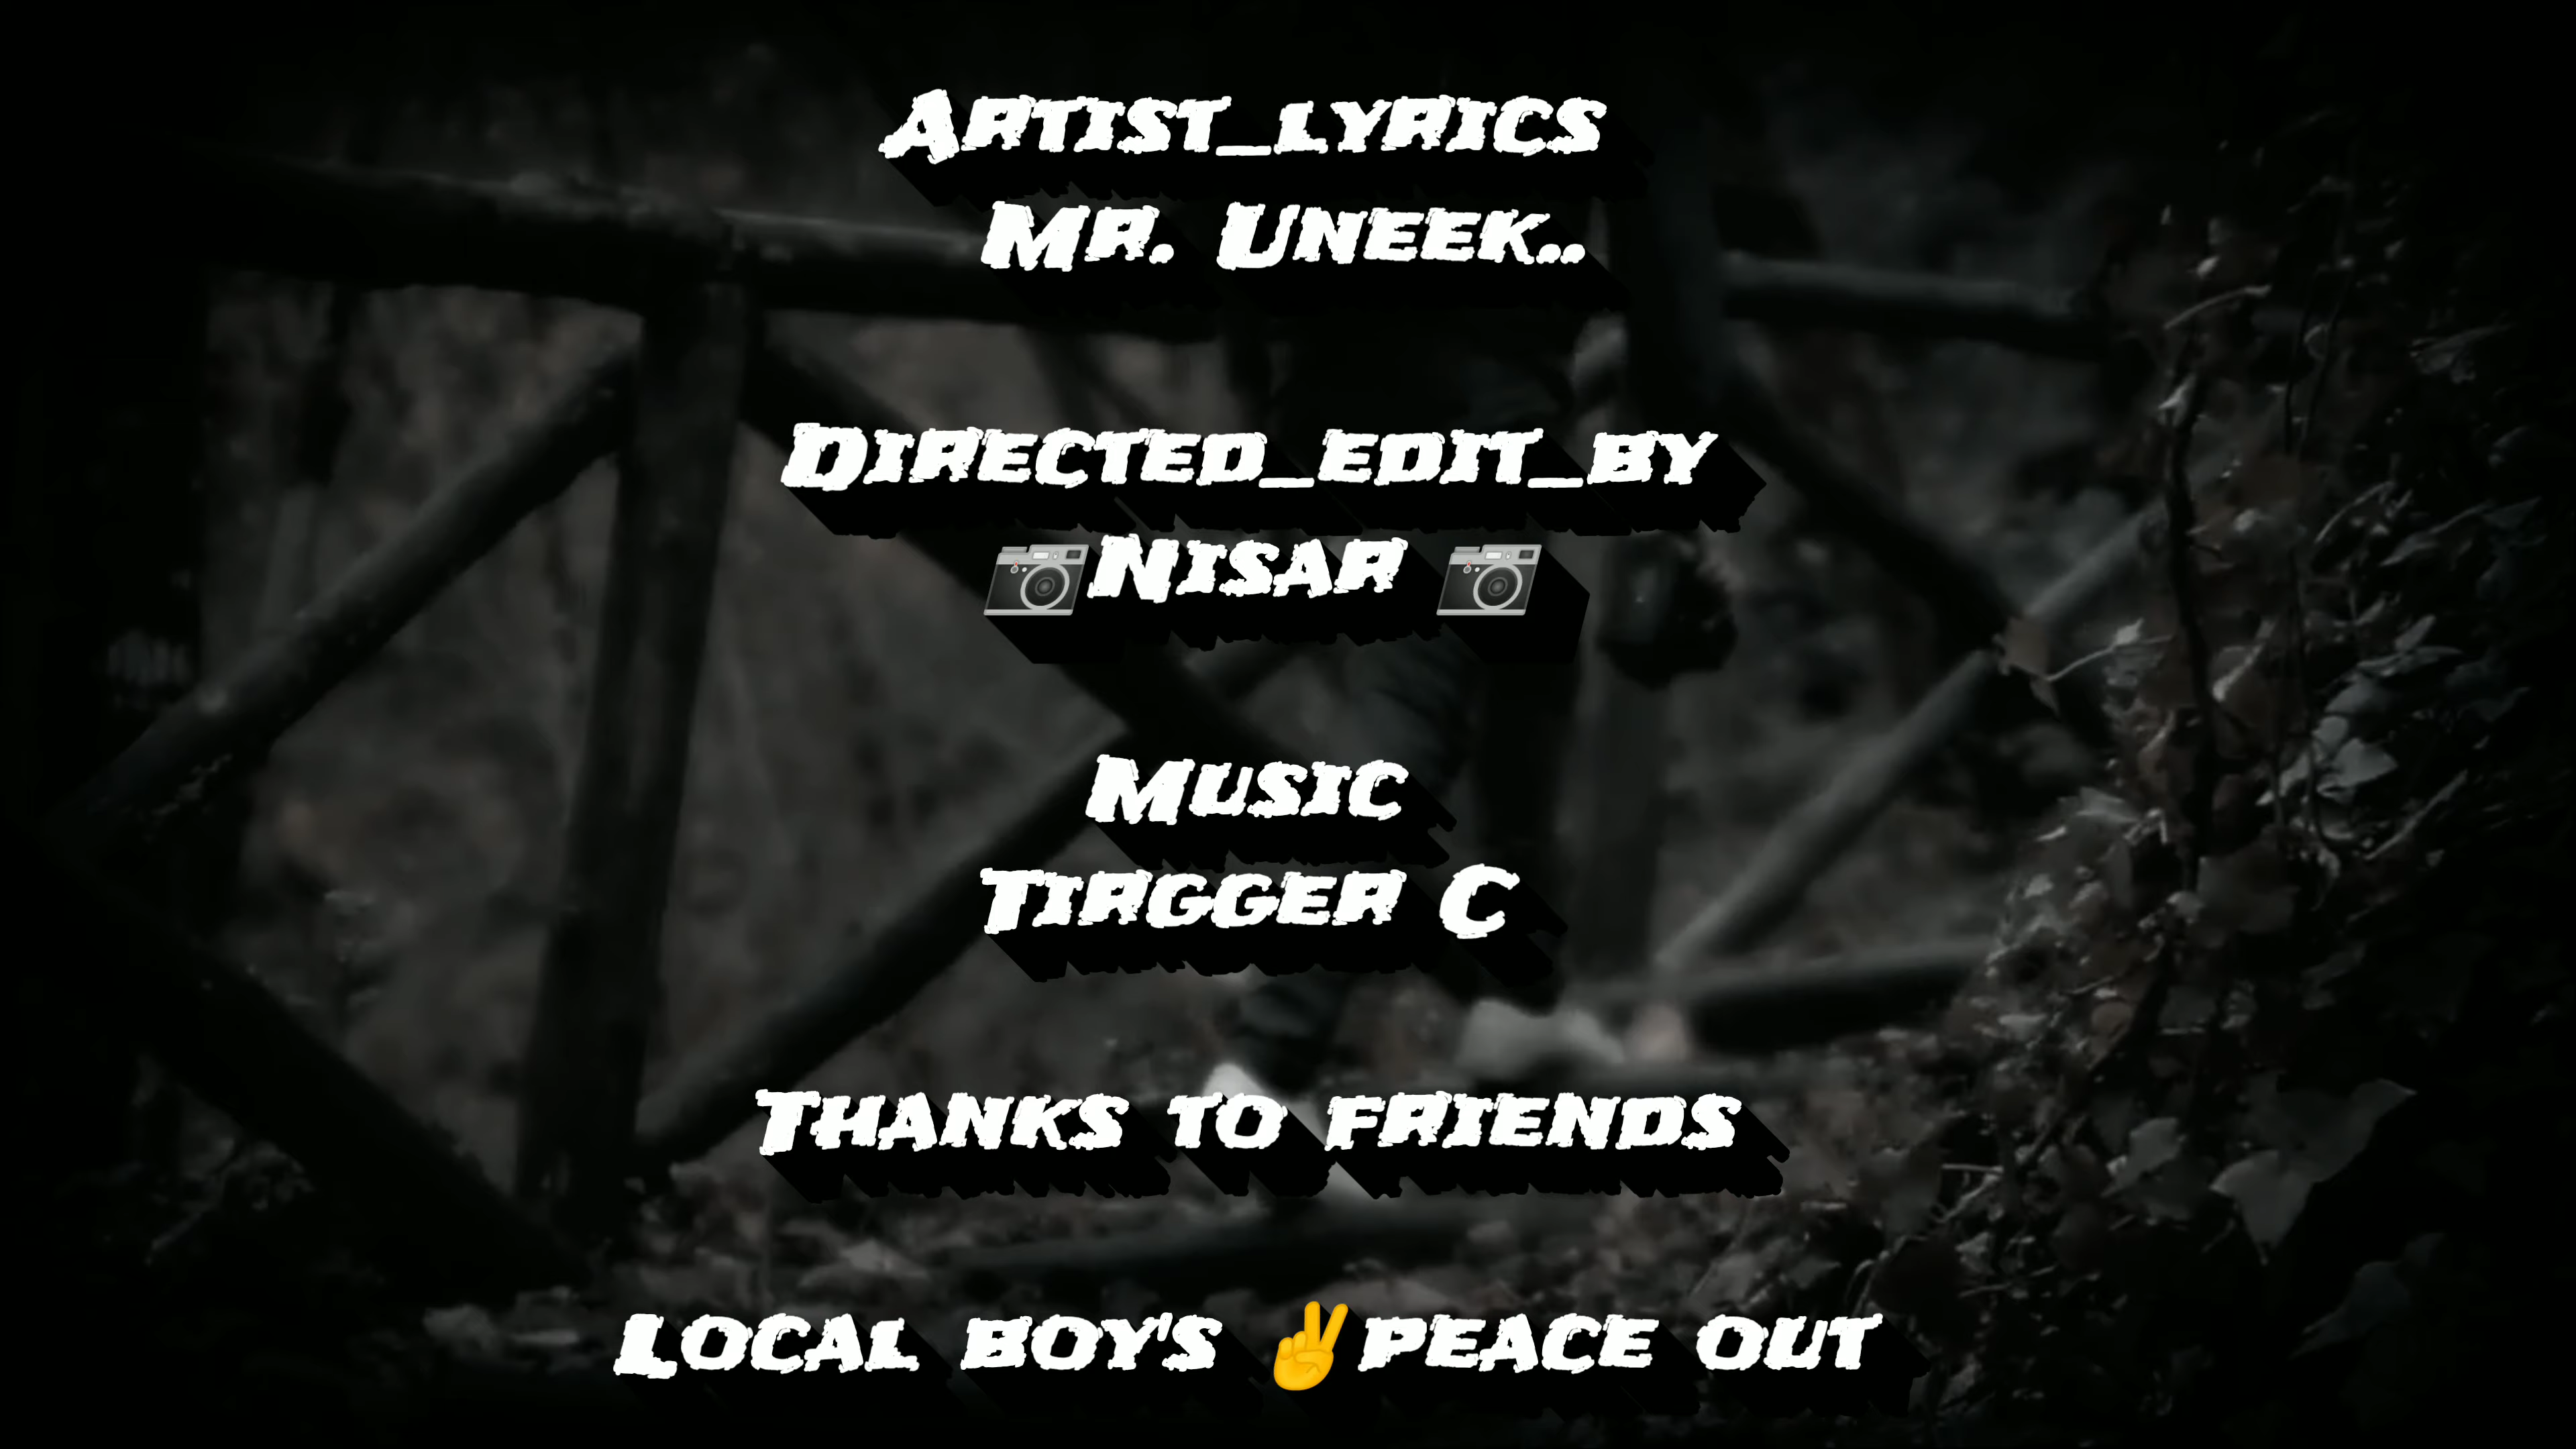 Artist_lyrics
Mr. Uneek..
Directed_edit_by
📷Nisar 📷
Music
Tirgger C
Thanks to friends
Local boy's ✌peace out